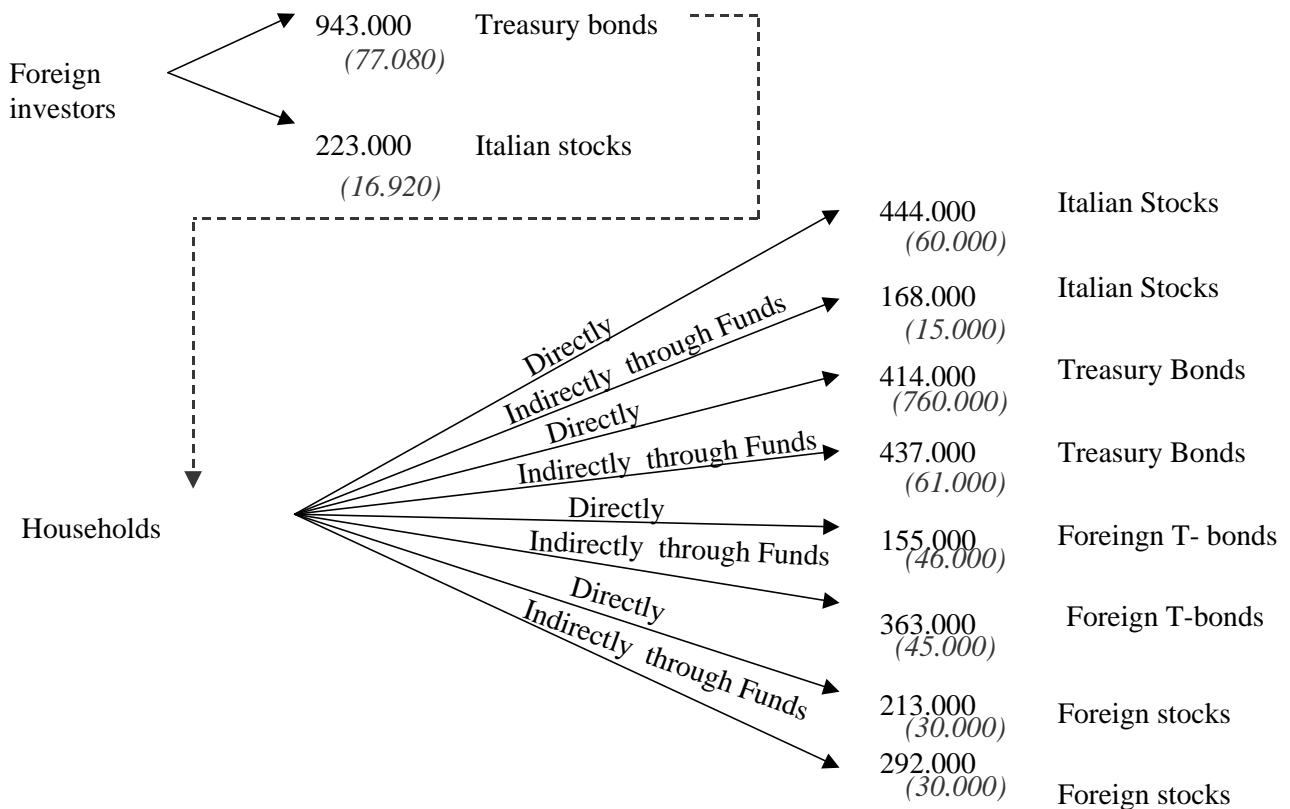 943.000 Treasury bonds
(77.080)
Foreign
investors
223.000 Italian stocks
(16.920)
444.000 Italian Stocks
(60.000)
Directly
168.000 Italian Stocks
(15.000)
Indirectly through Funds
414.000 Treasury Bonds
(760.000)
Directly
437.000 Treasury Bonds
(61.000)
Indirectly through Funds
Households
Directly
155.000 Foreingn T- bonds
(46.000)
Indirectly through Funds
363.000 Foreign T-bonds
(45.000)
Directly
213.000 Foreign stocks
(30.000)
Indirectly through Funds
292.000 Foreign stocks
(30.000)